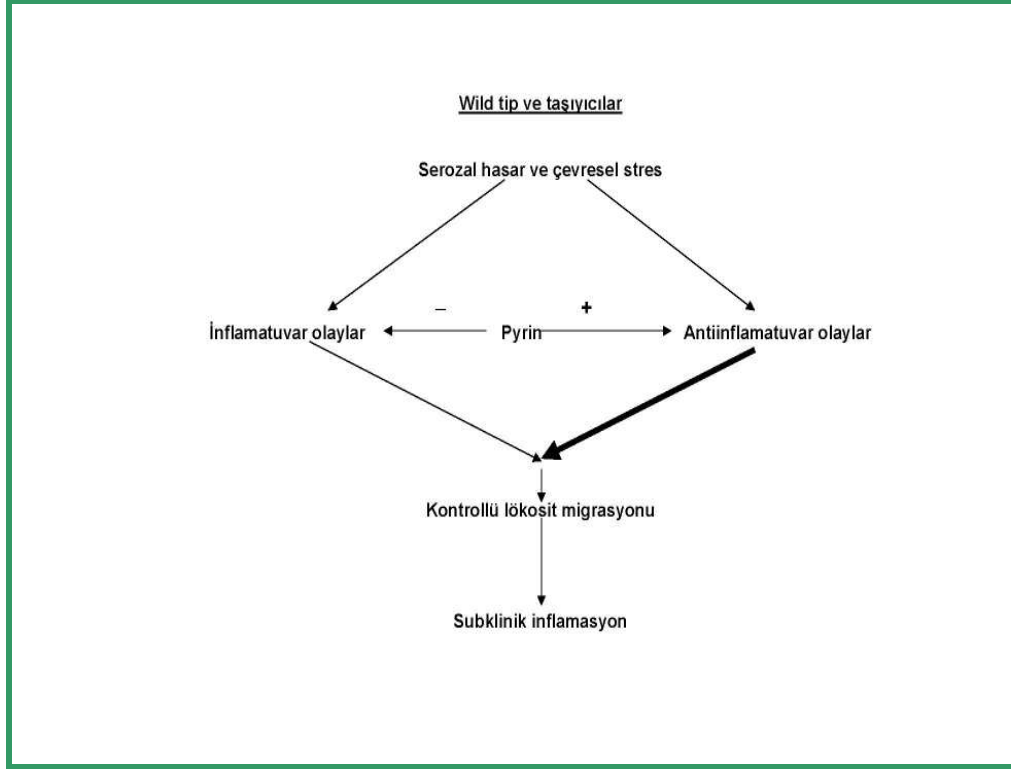 Wild tip ve taşıyıcılar
Serozal hasar ve çevresel stres
– +
İnflamatuvar olaylar Pyrin Antiinflamatuvar olaylar
Kontrollü lökosit migrasyonu
Subklinik inflamasyon